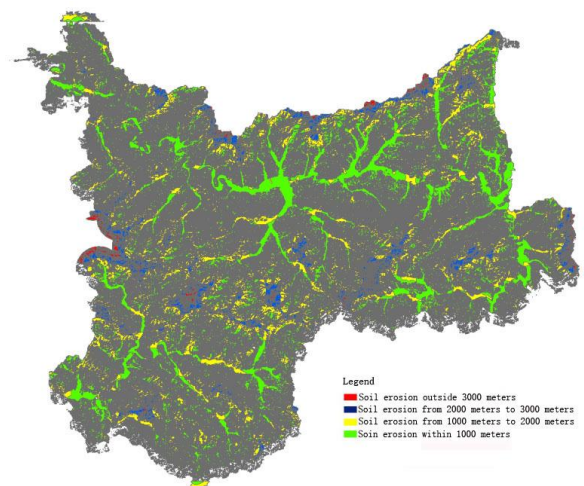 Legend
Soil erosion outside 3000 meters
Soil erosion from 2000 meters to 3000 meters
Soil erosion from 1000 meters to 2000 meters
Soin erosion within 1000 meters